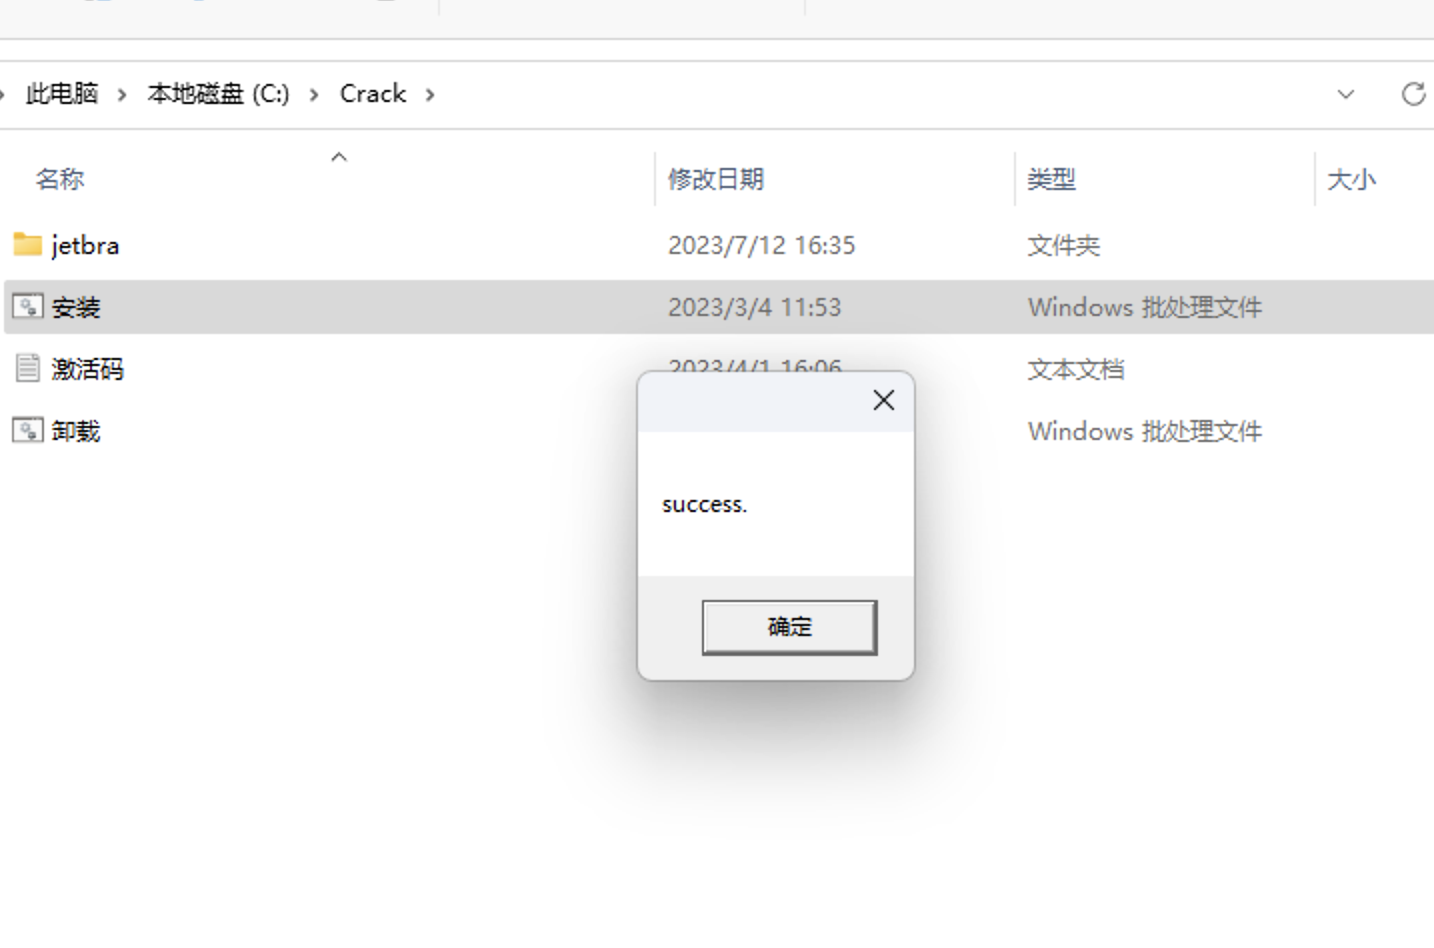 此电脑 > 本地磁盘 (C:) > Crack >
名称 修改日期 类型 大小
jetbra 2023/7/12 16:35 文件夹
安装 2023/3/4 11:53 Windows 批处理文件
激活码 2023/4/1 16:06 文本文档
卸载 Windows 批处理文件
success.
确定